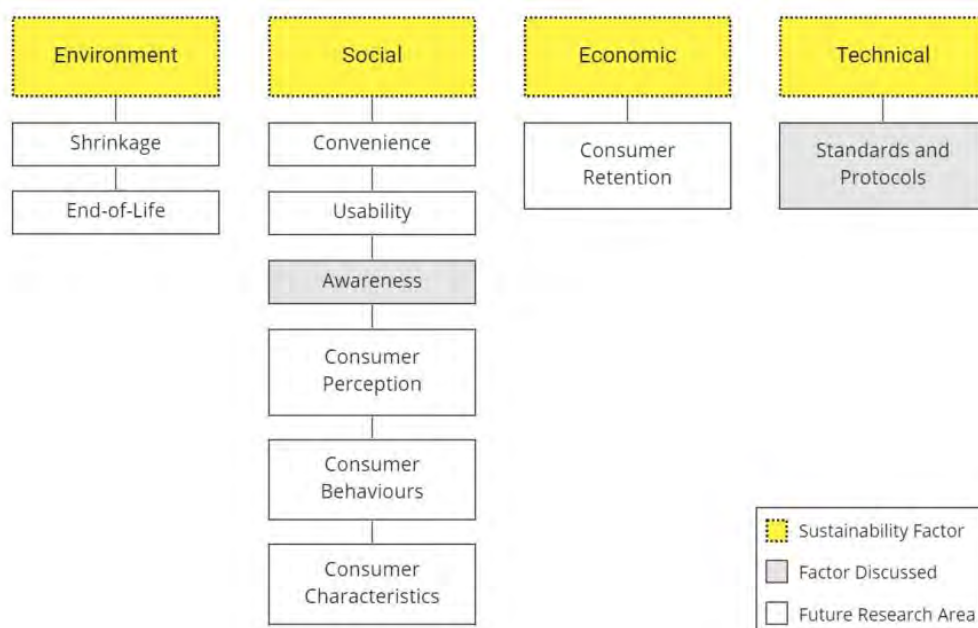 Environment
Shrinkage
End-of-Life
Social
Convenience
Usability
Awareness
Consumer
Perception
Consumer
Behaviours
Consumer
Characteristics
Economic
Consumer
Retention
Technical
Standards and
Protocols
Sustainability Factor
Factor Discussed
Future Research Area